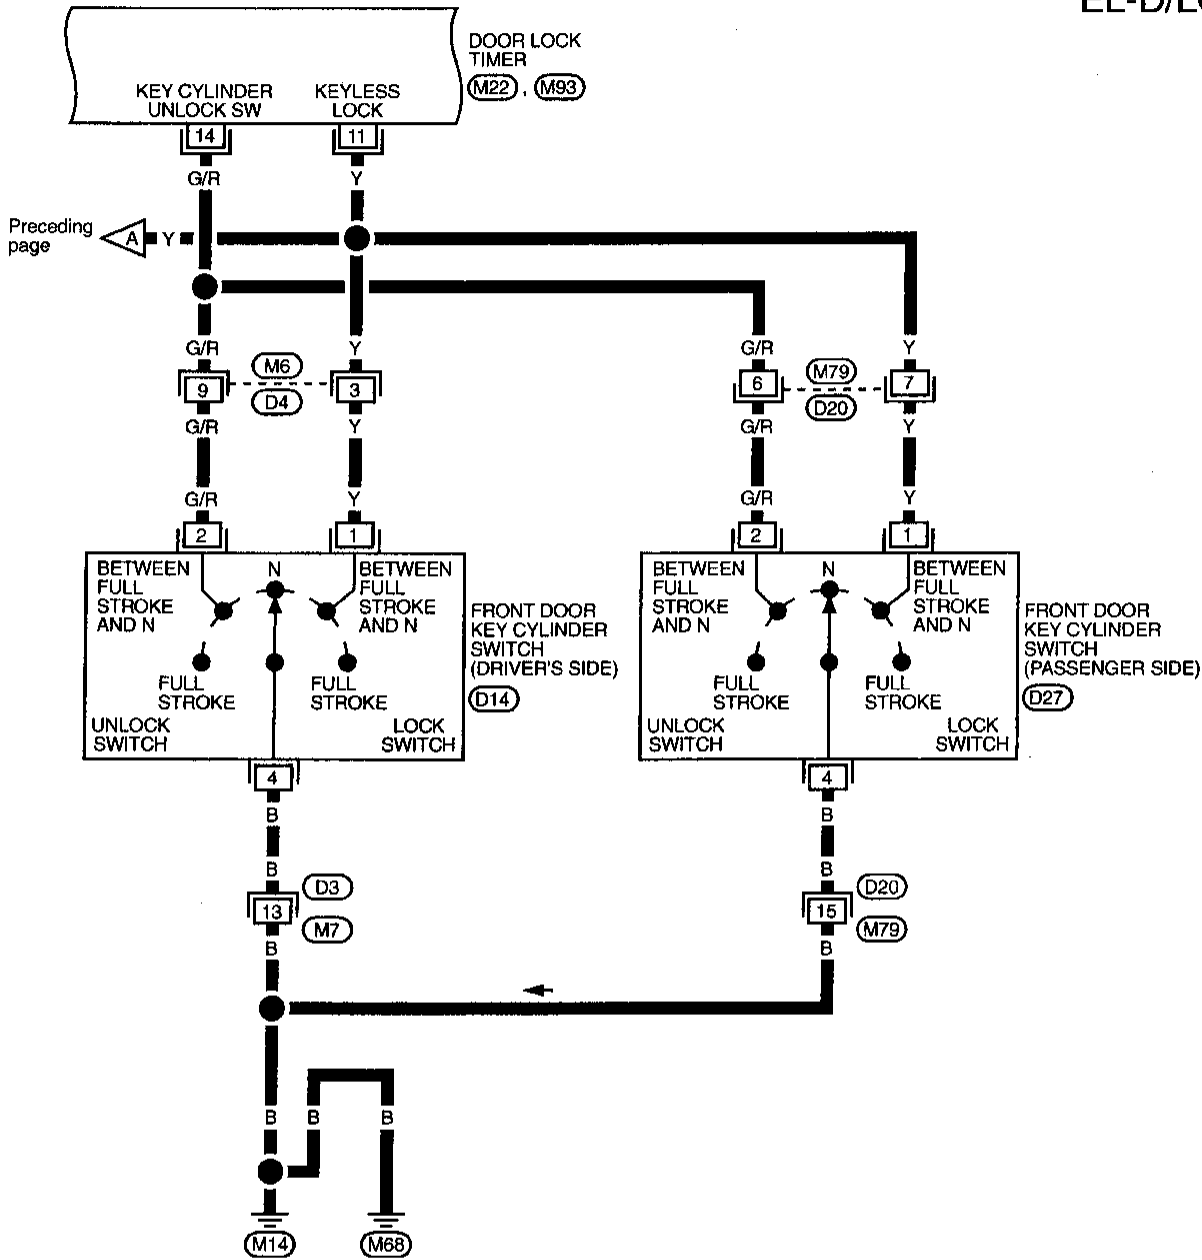 DOOR LOCK
TIMER
M22 , M93
KEY CYLINDER
UNLOCK SW
KEYLESS
LOCK
14
11
G/R
Y
Preceding
page
A
Y
G/R
Y
G/R
Y
M6
M79
9
3
6
7
D4
D20
G/R
Y
G/R
Y
G/R
Y
G/R
Y
2
1
2
1
BETWEEN
FULL
STROKE
AND N
N
BETWEEN
FULL
STROKE
AND N
FULL
STROKE
FULL
STROKE
UNLOCK
SWITCH
LOCK
SWITCH
FRONT DOOR
KEY CYLINDER
SWITCH
(DRIVER'S SIDE)
D14
BETWEEN
FULL
STROKE
AND N
N
BETWEEN
FULL
STROKE
AND N
FULL
STROKE
FULL
STROKE
UNLOCK
SWITCH
LOCK
SWITCH
FRONT DOOR
KEY CYLINDER
SWITCH
(PASSENGER SIDE)
D27
4
4
B
B
B
B
D3
D20
13
15
M7
M79
B
B
B
B
B
M14
M68